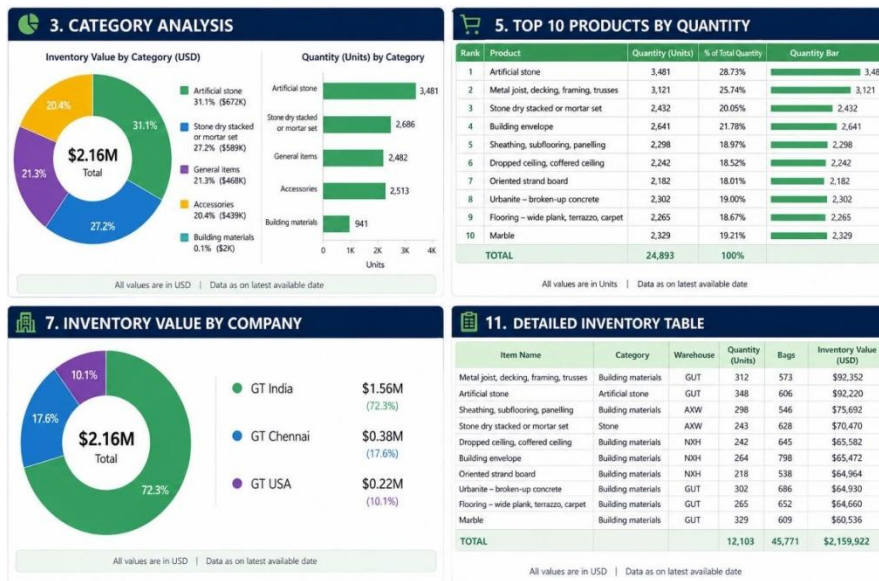 3. CATEGORY ANALYSIS
Inventory Value by Category (USD)
20.4%
31.1%
21.3%
27.2%
$2.16M
Total
Artificial stone
31.1% ($672K)
Stone dry stacked
or mortar set
27.2% ($589K)
General items
21.3% ($468K)
Accessories
20.4% ($439K)
Building materials
0.1% ($2K)
Quantity (Units) by Category
Artificial stone 3,481
Stone dry stacked
or mortar set 2,686
General items 2,482
Accessories 2,513
Building materials 941
0 1K 2K 3K 4K
Units
All values are in USD | Data as on latest available date
5. TOP 10 PRODUCTS BY QUANTITY
Rank Product Quantity (Units) % of Total Quantity Quantity Bar
1 Artificial stone 3,481 28.73% 3,48
2 Metal joist, decking, framing, trusses 3,121 25.74% 3,121
3 Stone dry stacked or mortar set 2,432 20.05% 2,432
4 Building envelope 2,641 21.78% 2,641
5 Sheathing, subflooring, panelling 2,298 18.97% 2,298
6 Dropped ceiling, coffered ceiling 2,242 18.52% 2,242
7 Oriented strand board 2,182 18.01% 2,182
8 Urbanite – broken-up concrete 2,302 19.00% 2,302
9 Flooring – wide plank, terrazzo, carpet 2,265 18.67% 2,265
10 Marble 2,329 19.21% 2,329
TOTAL 24,893 100%
All values are in Units | Data as on latest available date
7. INVENTORY VALUE BY COMPANY
10.1%
17.6%
72.3%
$2.16M
Total
GT India $1.56M
(72.3%)
GT Chennai $0.38M
(17.6%)
GT USA $0.22M
(10.1%)
All values are in USD | Data as on latest available date
11. DETAILED INVENTORY TABLE
Item Name Category Warehouse Quantity (Units) Bags Inventory Value (USD)
Metal joist, decking, framing, trusses Building materials GUT 312 573 $92,352
Artificial stone Artificial stone GUT 348 606 $92,220
Sheathing, subflooring, panelling Building materials AXW 298 546 $75,692
Stone dry stacked or mortar set Stone AXW 243 628 $70,470
Dropped ceiling, coffered ceiling Building materials NXH 242 645 $65,582
Building envelope Building materials NXH 264 798 $65,472
Oriented strand board Building materials NXH 218 538 $64,964
Urbanite – broken-up concrete Building materials GUT 302 686 $64,930
Flooring – wide plank, terrazzo, carpet Building materials GUT 265 652 $64,660
Marble Building materials GUT 329 609 $60,536
TOTAL 12,103 45,771 $2,159,922
All values are in USD | Data as on latest available date